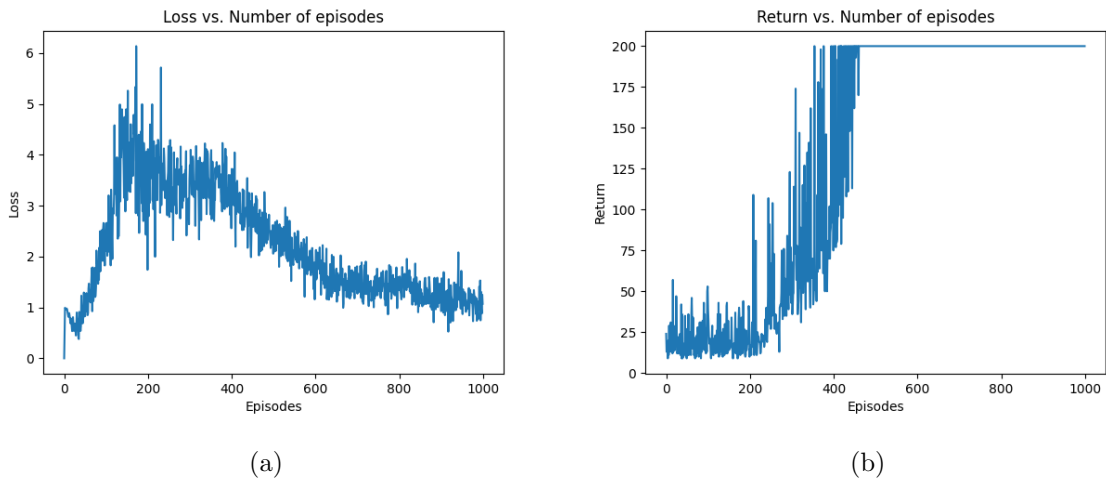 Loss vs. Number of episodes
6
5
4
3
2
1
0
Loss
0 200 400 600 800 1000
Episodes
(a)
Return vs. Number of episodes
200
175
150
125
100
75
50
25
0
Return
0 200 400 600 800 1000
Episodes
(b)